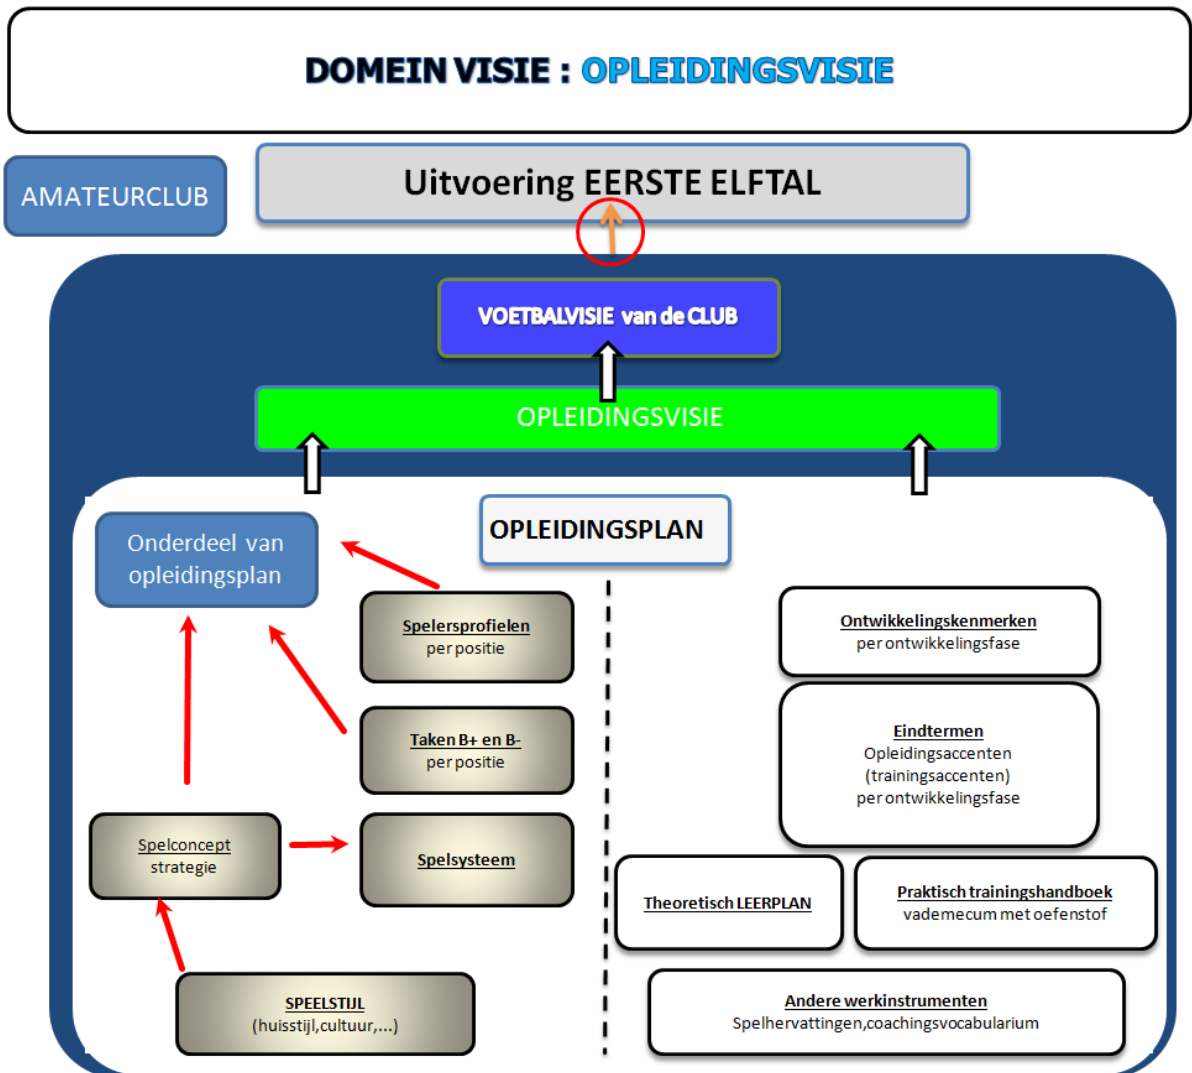 DOMEIN VISIE : OPLEIDINGSVISIE
AMATEURCLUB
Uitvoering EERSTE ELFTAL
VOETBALVISIE van de CLUB
OPLEIDINGSVISIE
OPLEIDINGSPLAN
Onderdeel van
opleidingsplan
Spelersprofielen
per positie
Taken B+ en B-
per positie
Spelconcept
strategie
Spelsysteem
SPEELSTIJL
(huisstijl,cultuur,...)
Ontwikkelingskenmerken
per ontwikkelingsfase
Eindtermen
Opleidingsaccenten
(trainingsaccenten)
per ontwikkelingsfase
Theoretisch LEERPLAN
Praktisch trainingshandboek
vademecum met oefenstof
Andere werkinstrumenten
Spelhervattingen,coachingsvocabularium